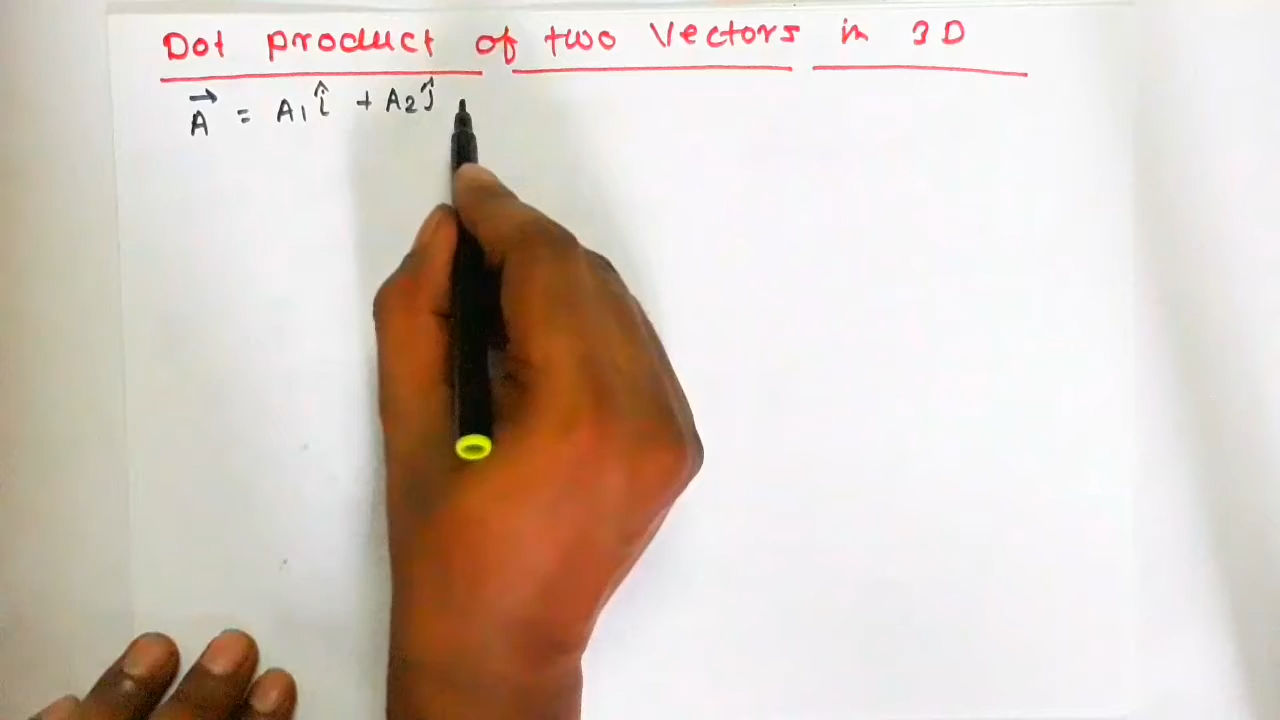 Dot product of two vectors in 3D
A⃗ = A₁î + A₂ĵ